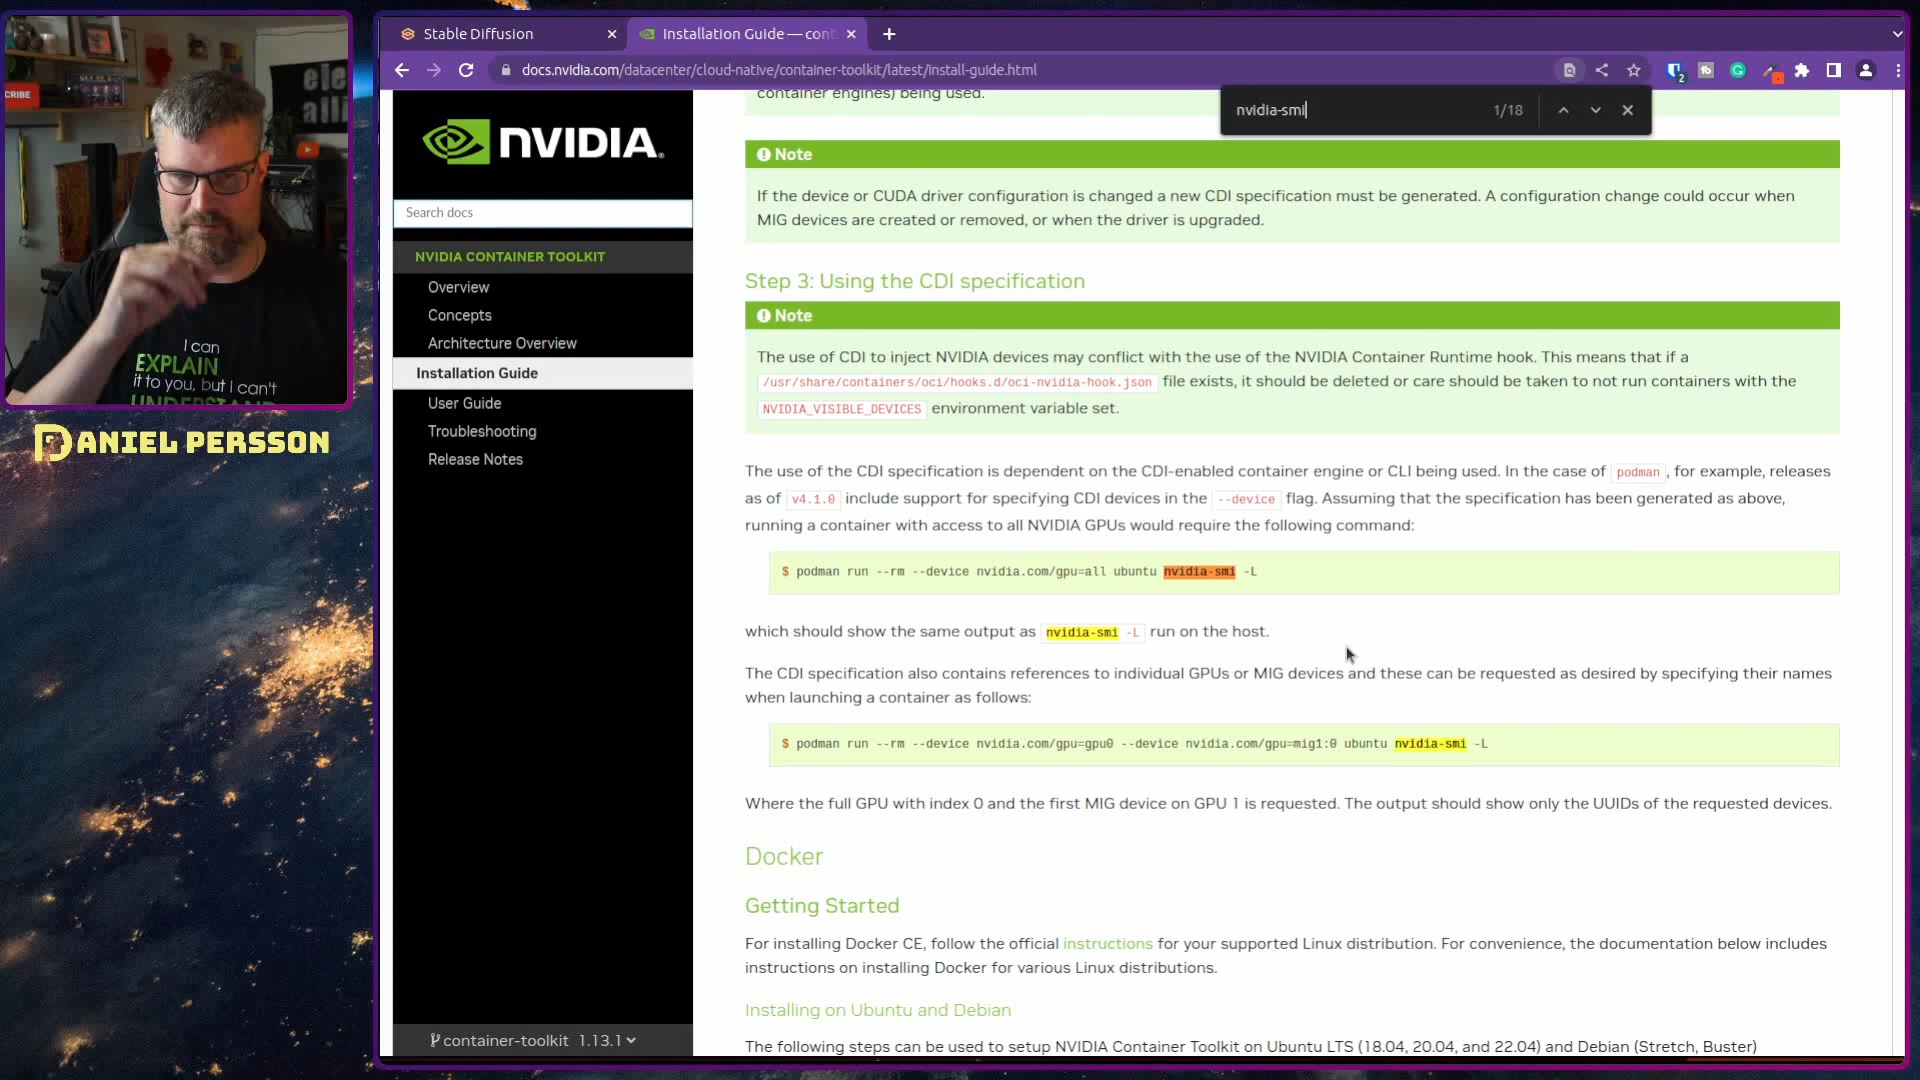 Stable Diffusion
Installation Guide — cont
docs.nvidia.com/datacenter/cloud-native/container-toolkit/latest/install-guide.html
2
nvidia-smi
1/18
CRIBE
ele
I can
EXPLAIN
it to you, but I can't
UNDERSTAND
DANIEL PERSSON
NVIDIA.
Search docs
NVIDIA CONTAINER TOOLKIT
Overview
Concepts
Architecture Overview
Installation Guide
User Guide
Troubleshooting
Release Notes
container-toolkit 1.13.1
container engines) being used.
Note
If the device or CUDA driver configuration is changed a new CDI specification must be generated. A configuration change could occur when
MIG devices are created or removed, or when the driver is upgraded.
Step 3: Using the CDI specification
Note
The use of CDI to inject NVIDIA devices may conflict with the use of the NVIDIA Container Runtime hook. This means that if a
/usr/share/containers/oci/hooks.d/oci-nvidia-hook.json file exists, it should be deleted or care should be taken to not run containers with the
NVIDIA_VISIBLE_DEVICES environment variable set.
The use of the CDI specification is dependent on the CDI-enabled container engine or CLI being used. In the case of podman , for example, releases
as of v4.1.0 include support for specifying CDI devices in the --device flag. Assuming that the specification has been generated as above,
running a container with access to all NVIDIA GPUs would require the following command:
$ podman run --rm --device nvidia.com/gpu=all ubuntu nvidia-smi -L
which should show the same output as nvidia-smi -L run on the host.
The CDI specification also contains references to individual GPUs or MIG devices and these can be requested as desired by specifying their names
when launching a container as follows:
$ podman run --rm --device nvidia.com/gpu=gpu0 --device nvidia.com/gpu=mig1:0 ubuntu nvidia-smi -L
Where the full GPU with index 0 and the first MIG device on GPU 1 is requested. The output should show only the UUIDs of the requested devices.
Docker
Getting Started
For installing Docker CE, follow the official instructions for your supported Linux distribution. For convenience, the documentation below includes
instructions on installing Docker for various Linux distributions.
Installing on Ubuntu and Debian
The following steps can be used to setup NVIDIA Container Toolkit on Ubuntu LTS (18.04, 20.04, and 22.04) and Debian (Stretch, Buster)